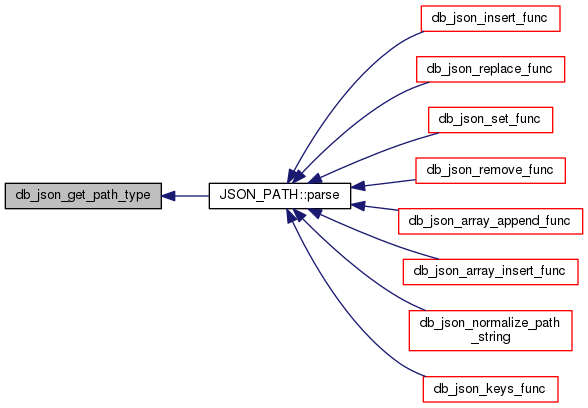 db_json_get_path_type
JSON_PATH::parse
db_json_insert_func
db_json_replace_func
db_json_set_func
db_json_remove_func
db_json_array_append_func
db_json_array_insert_func
db_json_normalize_path
_string
db_json_keys_func